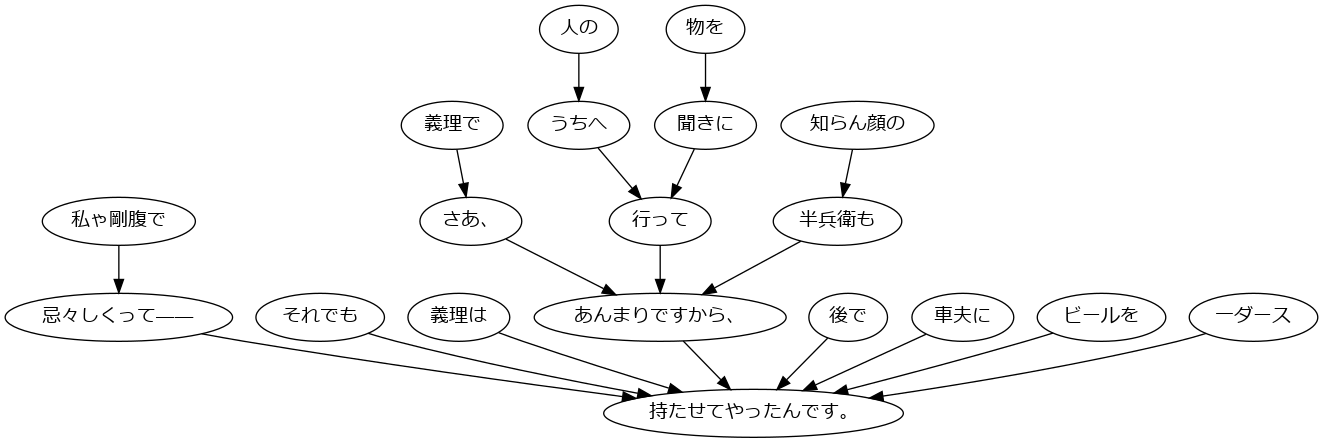 人の
物を
義理で
うちへ
聞きに
知らん顔の
私ゃ剛腹で
さあ、
行って
半兵衛も
忌々しくって――
それでも
義理は
あんまりですから、
後で
車夫に
ビールを
一ダース
持たせてやったんです。